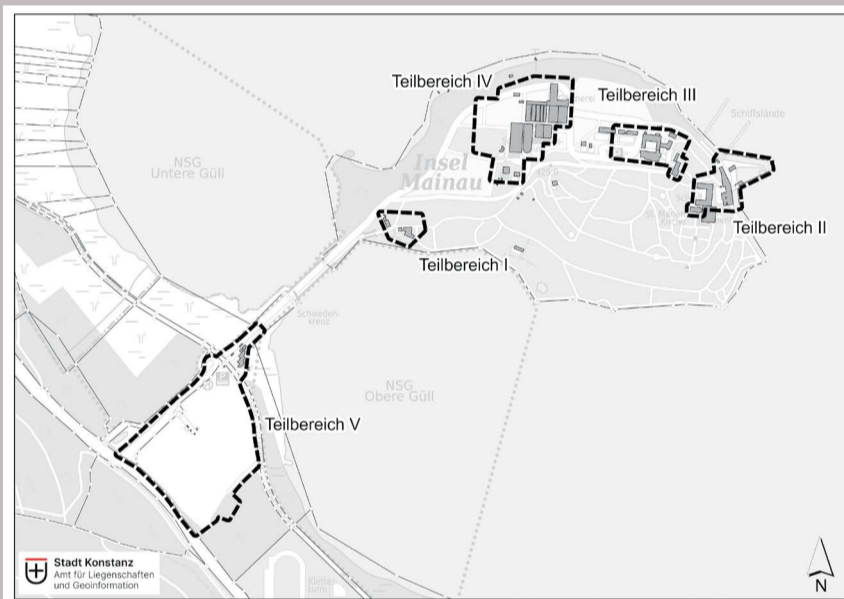 Teilbereich IV
Teilbereich III
Schiffslände
NSG
Untere Güll
Insel
Mainau
Teilbereich II
Teilbereich I
Schweden-
kreuz
NSG
Obere Güll
P
Teilbereich V
Stadt Konstanz
Amt für Liegenschaften
und Geoinformation
N